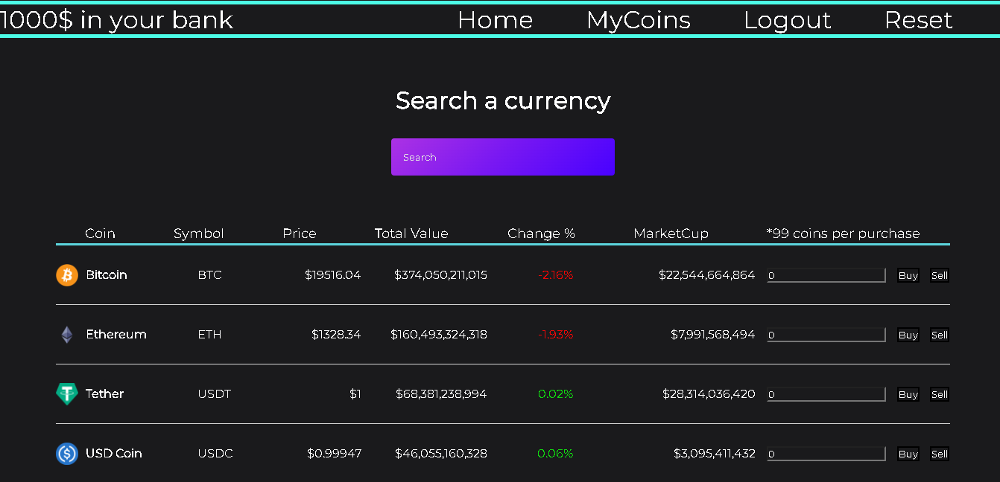 1000$ in your bank Home MyCoins Logout Reset
Search a currency
Search
Coin Symbol Price Total Value Change % MarketCup *99 coins per purchase
Bitcoin BTC $19516.04 $374,050,211,015 -2.16% $22,544,664,864 0 Buy Sell
Ethereum ETH $1328.34 $160,493,324,318 -1.93% $7,991,568,494 0 Buy Sell
Tether USDT $1 $68,381,238,994 0.02% $28,314,036,420 0 Buy Sell
USD Coin USDC $0.99947 $46,055,160,328 0.06% $3,095,411,432 0 Buy Sell